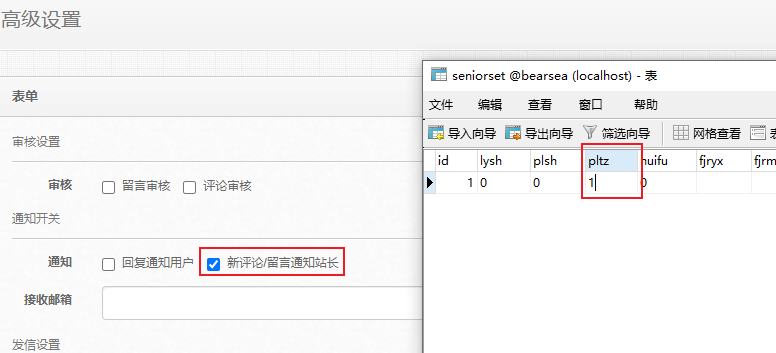 高级设置
表单
审核设置
审核 留言审核 评论审核
通知开关
通知 回复通知用户 新评论/留言通知站长
接收邮箱
发信设置
seniorset @bearsea (localhost) - 表
文件 编辑 查看 窗口 帮助
导入向导 导出向导 筛选向导 网格查看
id lysh plsh pltz huifu fjryx fjrm
1 0 0 1 0